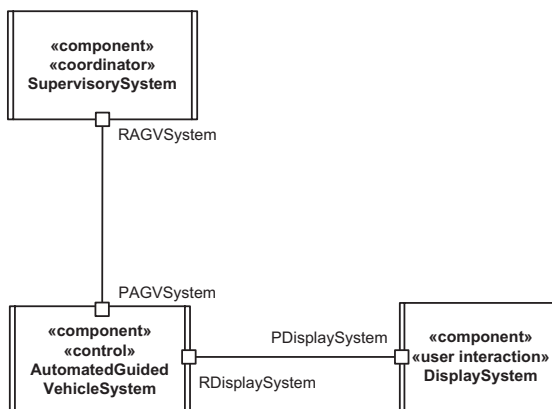 «component»
«coordinator»
SupervisorySystem
RAGVSystem
PAGVSystem
«component»
«control»
AutomatedGuided
VehicleSystem
PDisplaySystem
RDisplaySystem
«component»
«user interaction»
DisplaySystem